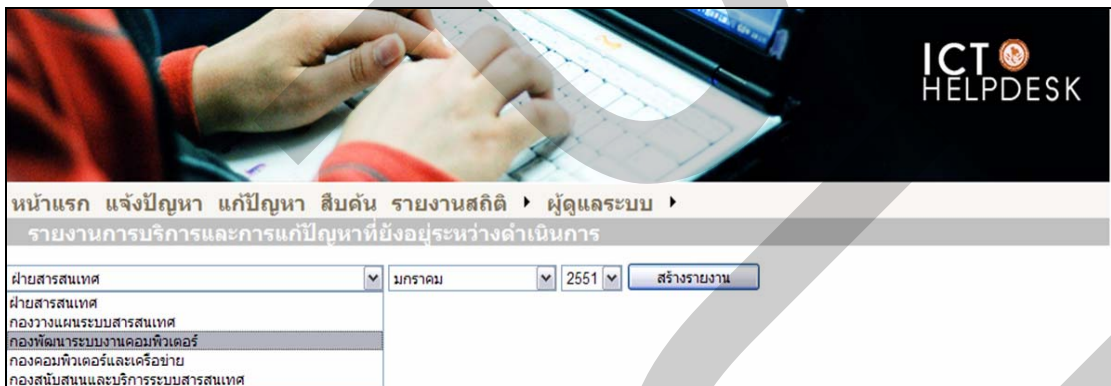 ICT
HELPDESK
หน้าแรก แจ้งปัญหา แก้ปัญหา สืบค้น รายงานสถิติ ผู้ดูแลระบบ
รายงานการบริการและการแก้ปัญหาที่ยังอยู่ระหว่างดำเนินการ
ฝ่ายสารสนเทศ มกราคม 2551 สร้างรายงาน
ฝ่ายสารสนเทศ
กองวางแผนระบบสารสนเทศ
กองพัฒนาระบบงานคอมพิวเตอร์
กองคอมพิวเตอร์และเครือข่าย
กองสนับสนุนและบริการระบบสารสนเทศ